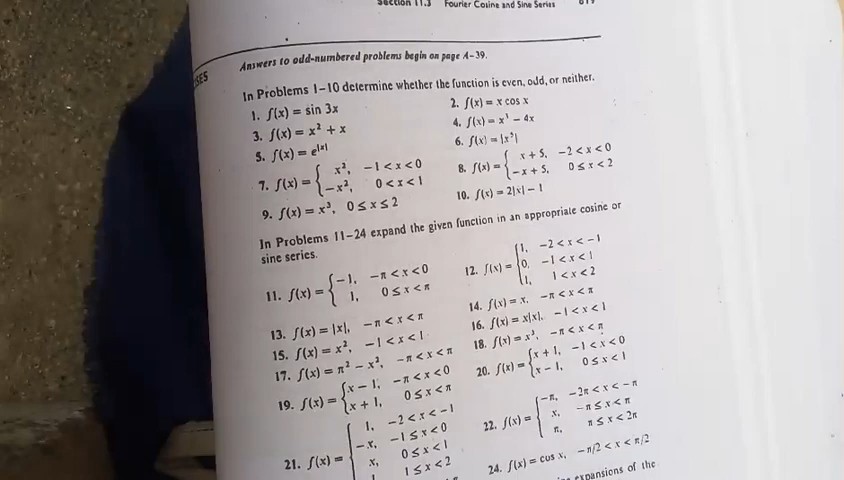 Section 11.3 Fourier Cosine and Sine Series
Answers to odd-numbered problems begin on page A-39.
In Problems 1–10 determine whether the function is even, odd, or neither.
1. f(x) = sin 3x
2. f(x) = x cos x
3. f(x) = x² + x
4. f(x) = x³ − 4x
5. f(x) = e^|x|
6. f(x) = |x⁵|
7. f(x) = { x², −1 < x < 0
−x², 0 < x < 1
8. f(x) = { x + 5, −2 < x < 0
−x + 5, 0 ≤ x < 2
9. f(x) = x³, 0 ≤ x ≤ 2
10. f(x) = 2|x| − 1
In Problems 11–24 expand the given function in an appropriate cosine or
sine series.
11. f(x) = { −1, −π < x < 0
1, 0 ≤ x < π
12. f(x) = { 1, −2 < x < −1
0, −1 < x < 1
1, 1 < x < 2
13. f(x) = |x|, −π < x < π
14. f(x) = x, −π < x < π
15. f(x) = x², −1 < x < 1
16. f(x) = x|x|, −1 < x < 1
17. f(x) = π² − x², −π < x < π
18. f(x) = x³, −π < x < π
19. f(x) = { x − 1, −π < x < 0
x + 1, 0 ≤ x < π
20. f(x) = { x + 1, −1 < x < 0
x − 1, 0 ≤ x < 1
21. f(x) = { 1, −2 < x < −1
−x, −1 ≤ x < 0
x, 0 ≤ x < 1
1, 1 ≤ x < 2
22. f(x) = { −π, −2π < x < −π
x, −π ≤ x < π
π, π ≤ x < 2π
24. f(x) = cos x, −π/2 < x < π/2
expansions of the